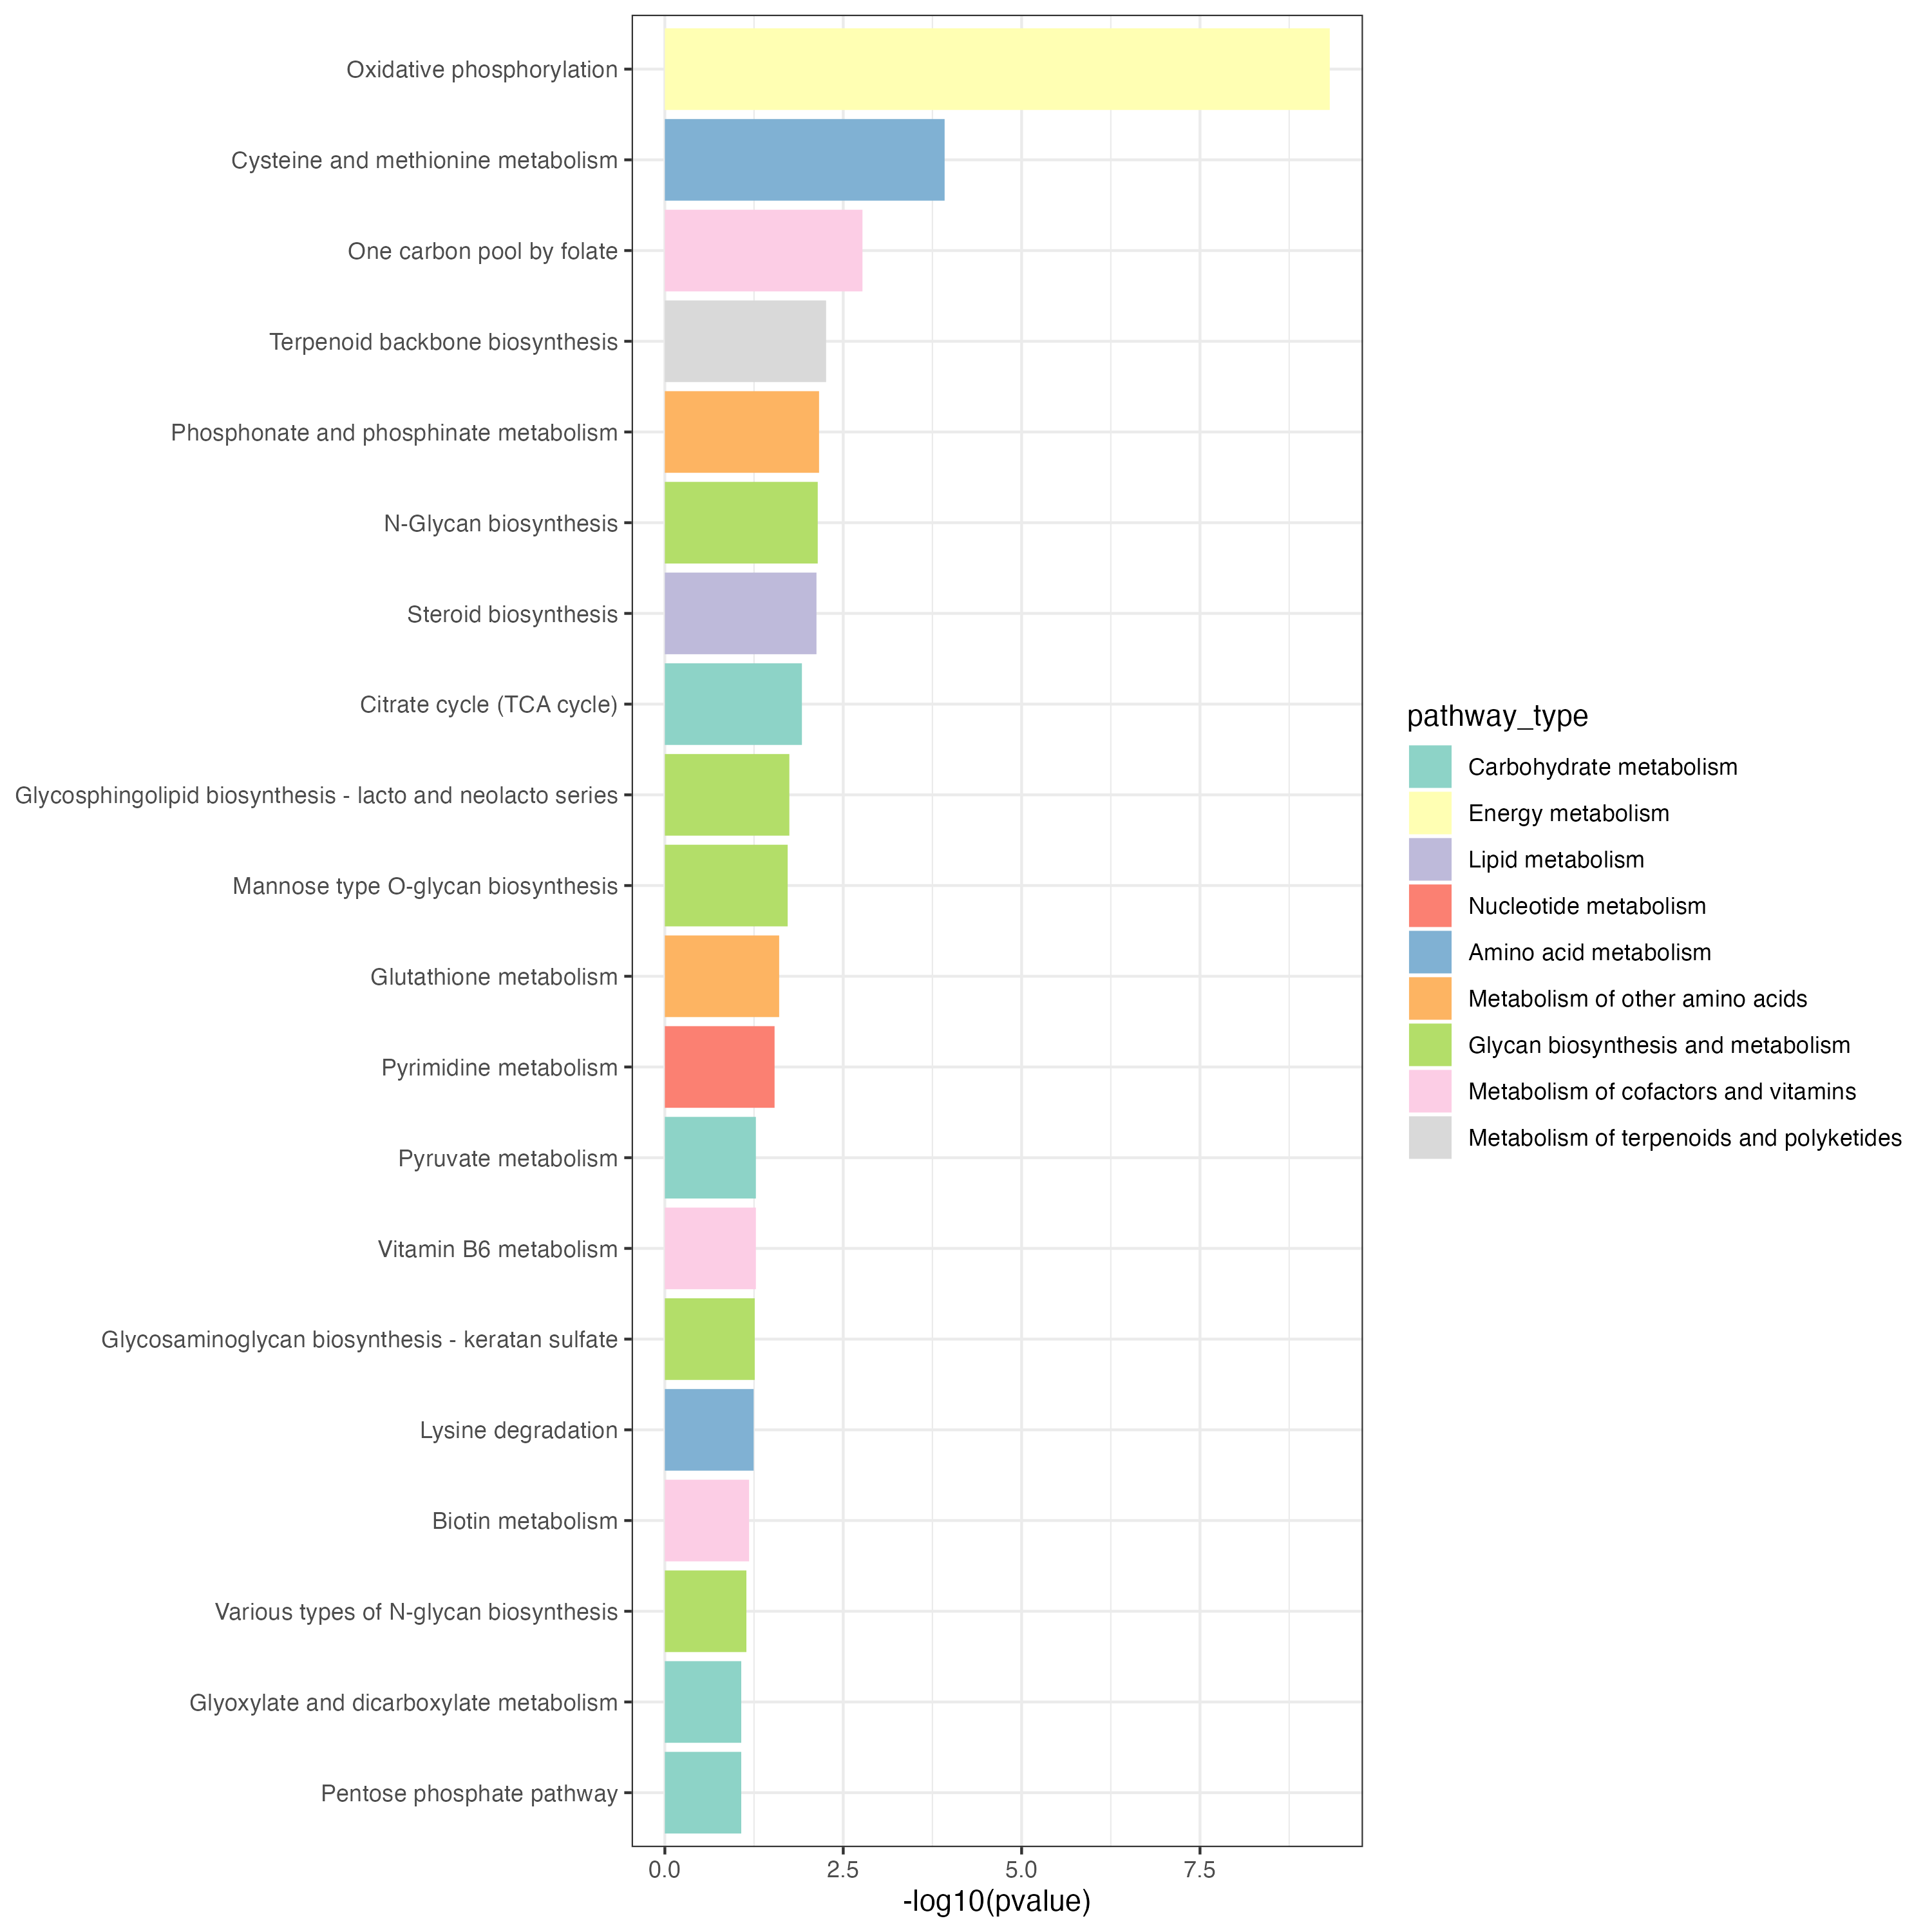 Oxidative phosphorylation
Cysteine and methionine metabolism
One carbon pool by folate
Terpenoid backbone biosynthesis
Phosphonate and phosphinate metabolism
N-Glycan biosynthesis
Steroid biosynthesis
Citrate cycle (TCA cycle)
Glycosphingolipid biosynthesis - lacto and neolacto series
Mannose type O-glycan biosynthesis
Glutathione metabolism
Pyrimidine metabolism
Pyruvate metabolism
Vitamin B6 metabolism
Glycosaminoglycan biosynthesis - keratan sulfate
Lysine degradation
Biotin metabolism
Various types of N-glycan biosynthesis
Glyoxylate and dicarboxylate metabolism
Pentose phosphate pathway
0.0 2.5 5.0 7.5
-log10(pvalue)
pathway_type
Carbohydrate metabolism
Energy metabolism
Lipid metabolism
Nucleotide metabolism
Amino acid metabolism
Metabolism of other amino acids
Glycan biosynthesis and metabolism
Metabolism of cofactors and vitamins
Metabolism of terpenoids and polyketides